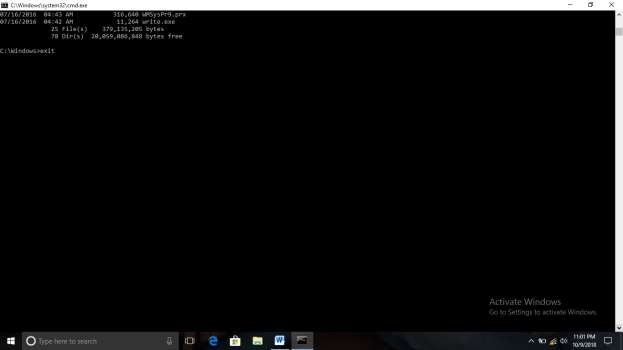 C:\Windows\system32\cmd.exe
07/16/2016  04:43 AM           316,640 WMSysPr9.prx
07/16/2016  04:42 AM            11,264 write.exe
25 File(s)    379,135,205 bytes
78 Dir(s)  20,059,086,848 bytes free
C:\Windows>exit
Activate Windows
Go to Settings to activate Windows.
Type here to search
11:01 PM
10/9/2018